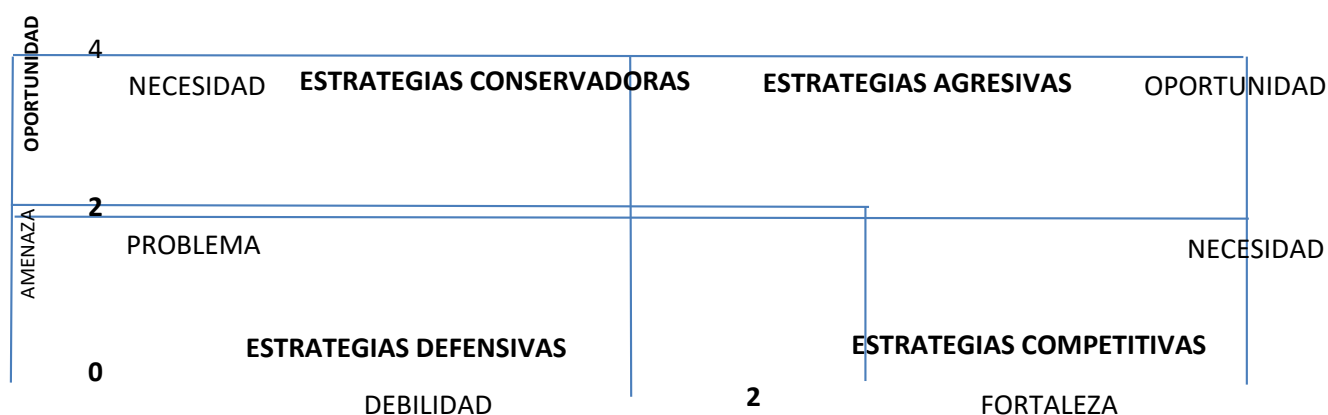 OPORTUNIDAD
4
NECESIDAD ESTRATEGIAS CONSERVADORAS ESTRATEGIAS AGRESIVAS OPORTUNIDAD
2
AMENAZA
PROBLEMA NECESIDAD
ESTRATEGIAS DEFENSIVAS ESTRATEGIAS COMPETITIVAS
0
DEBILIDAD 2 FORTALEZA